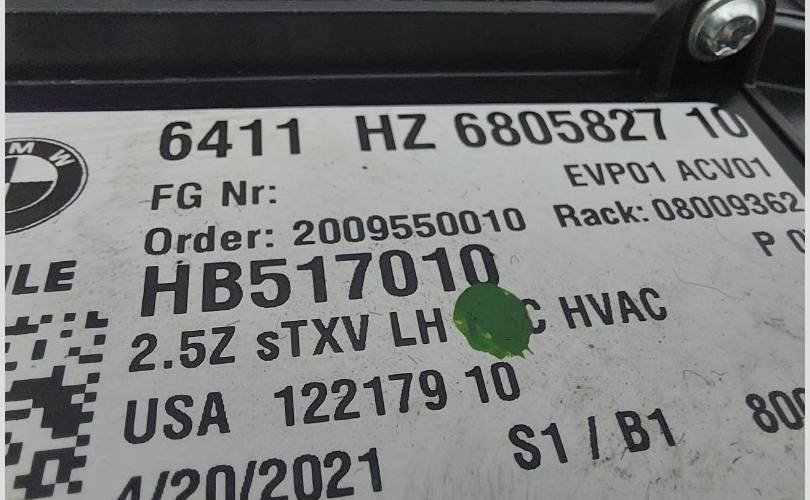 6411 HZ 6805827 10
EVP01 ACV01
FG Nr:
Order: 2009550010 Rack: 08009362
HB517010 P
2.5Z sTXV LH C HVAC
USA 122179 10
4/20/2021 S1 / B1